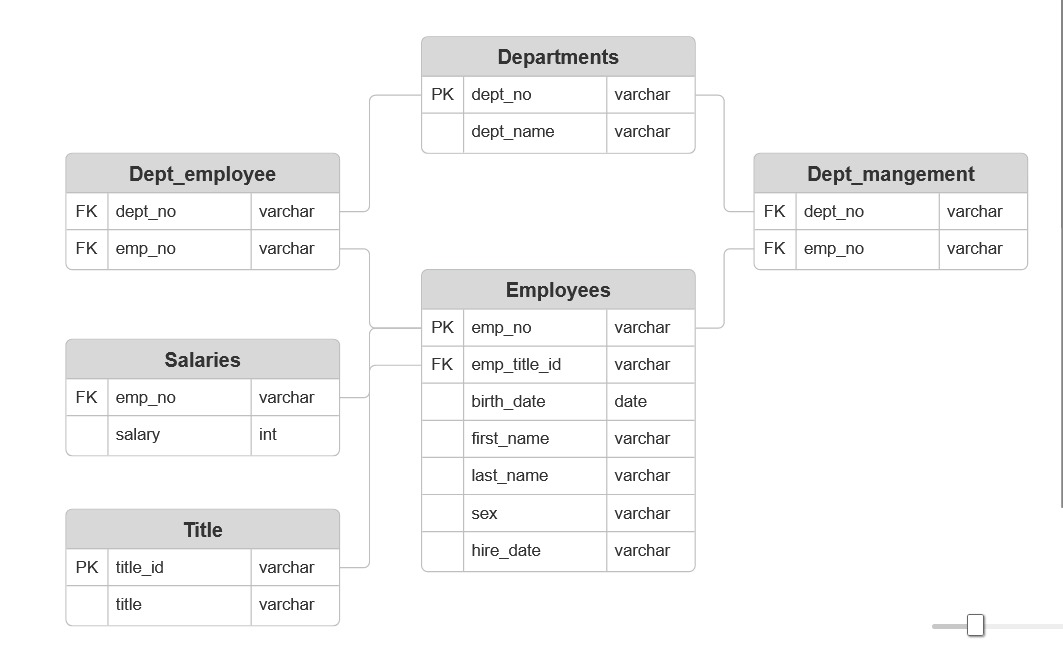 Departments
PK dept_no varchar
dept_name varchar
Dept_employee
FK dept_no varchar
FK emp_no varchar
Dept_mangement
FK dept_no varchar
FK emp_no varchar
Employees
PK emp_no varchar
FK emp_title_id varchar
birth_date date
first_name varchar
last_name varchar
sex varchar
hire_date varchar
Salaries
FK emp_no varchar
salary int
Title
PK title_id varchar
title varchar